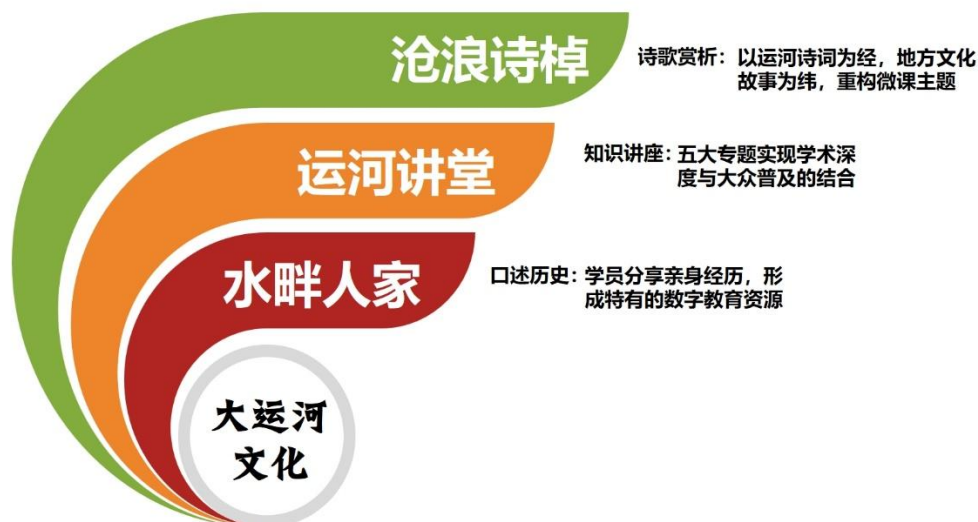 沧浪诗棹
诗歌赏析：以运河诗词为经，地方文化
故事为纬，重构微课主题
运河讲堂
知识讲座：五大专题实现学术深
度与大众普及的结合
水畔人家
口述历史：学员分享亲身经历，形
成特有的数字教育资源
大运河
文化